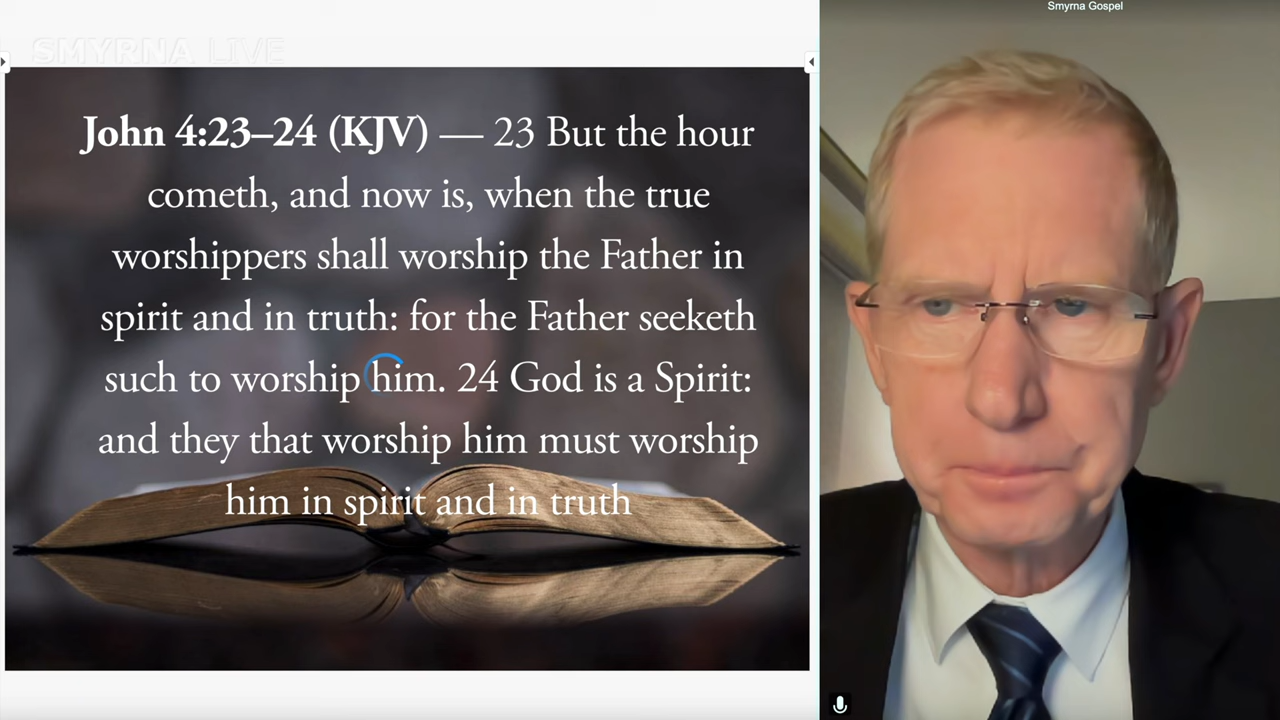 SMYRNA LIVE
John 4:23–24 (KJV) — 23 But the hour
cometh, and now is, when the true
worshippers shall worship the Father in
spirit and in truth: for the Father seeketh
such to worship him. 24 God is a Spirit:
and they that worship him must worship
him in spirit and in truth
Smyrna Gospel